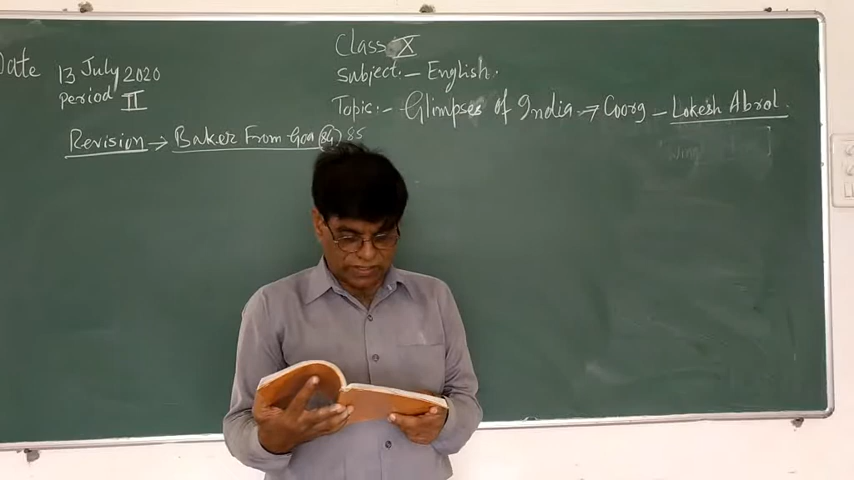 Date 13 July 2020
Period II
Class X
Subject:- English.
Topic:- Glimpses of India → Coorg - Lokesh Abrol.
Revision → Baker From Goa 85